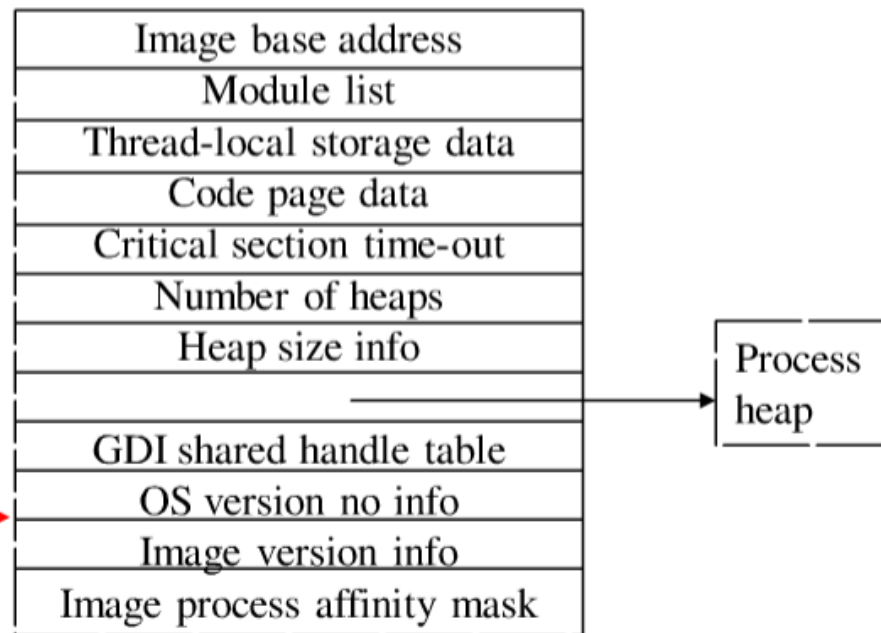 Image base address
Module list
Thread-local storage data
Code page data
Critical section time-out
Number of heaps
Heap size info
Process
heap
GDI shared handle table
OS version no info
Image version info
Image process affinity mask